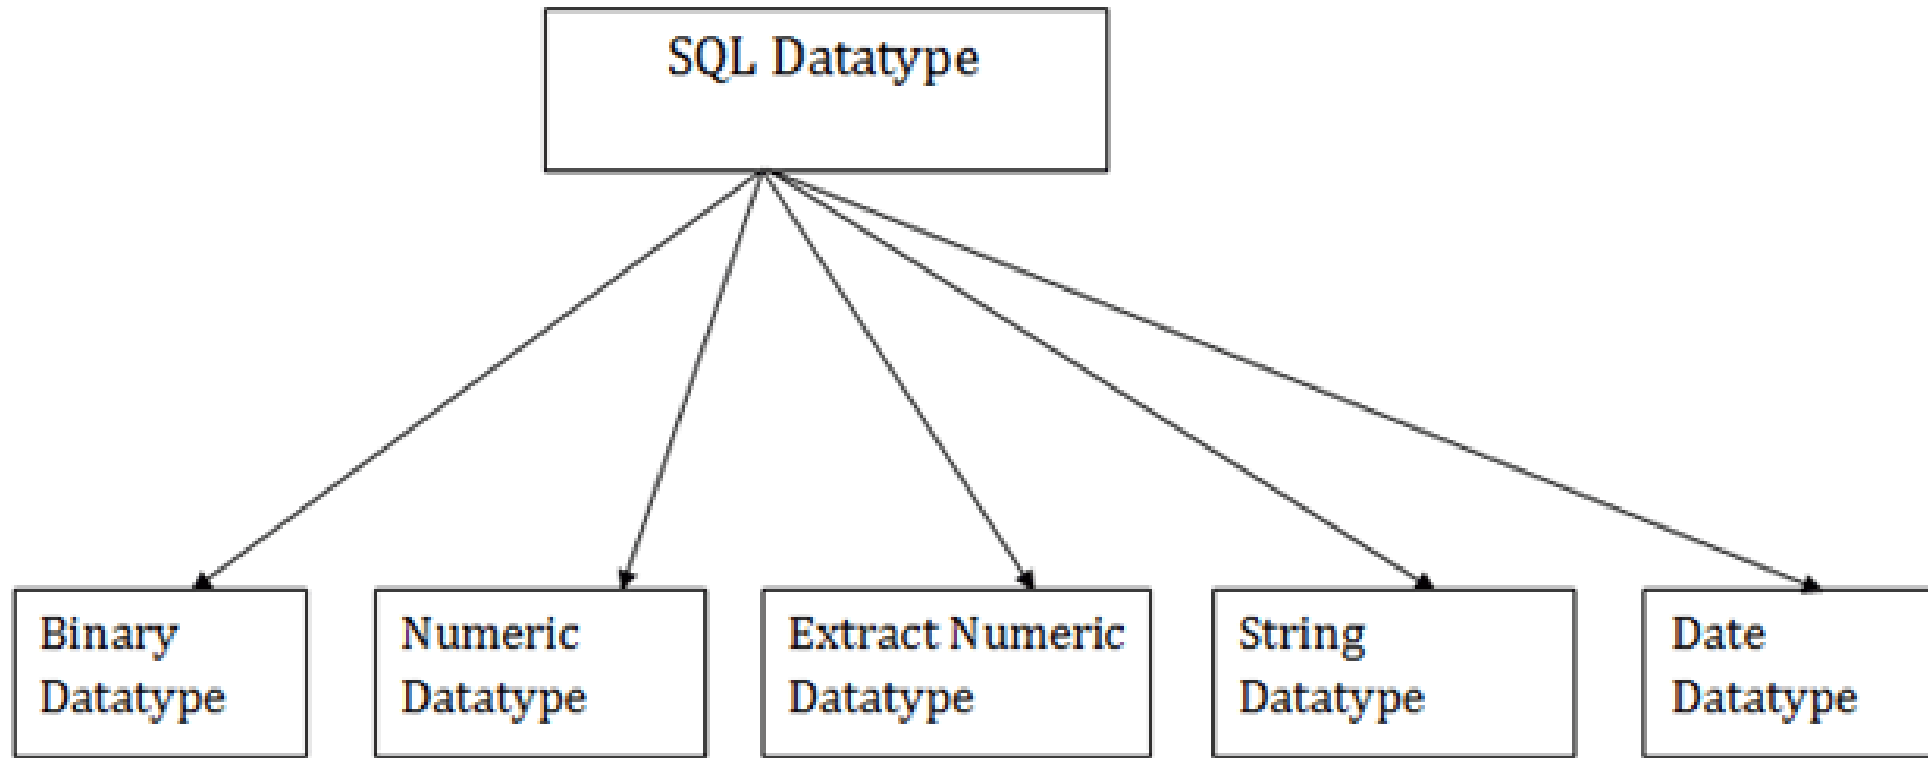 SQL Datatype
Binary
Datatype
Numeric
Datatype
Extract Numeric
Datatype
String
Datatype
Date
Datatype